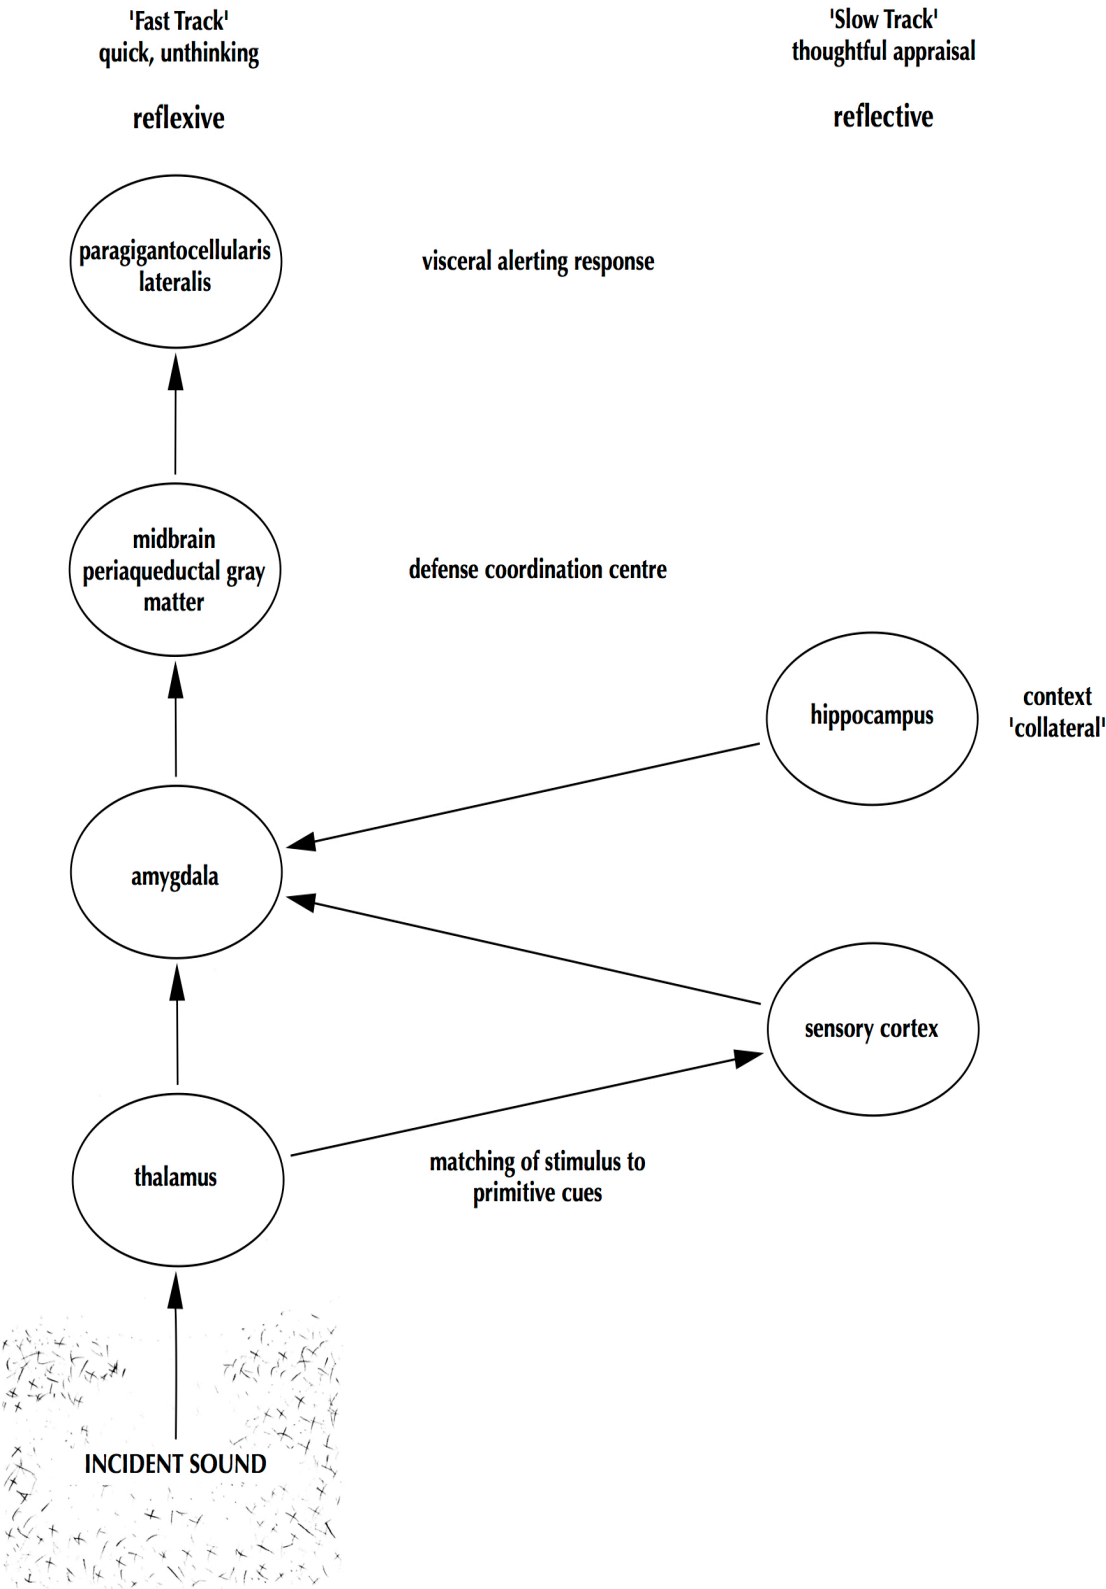 'Fast Track'
quick, unthinking
reflexive
'Slow Track'
thoughtful appraisal
reflective
paragigantocellularis
lateralis
visceral alerting response
midbrain
periaqueductal gray
matter
defense coordination centre
hippocampus
context
'collateral'
amygdala
sensory cortex
thalamus
matching of stimulus to
primitive cues
INCIDENT SOUND